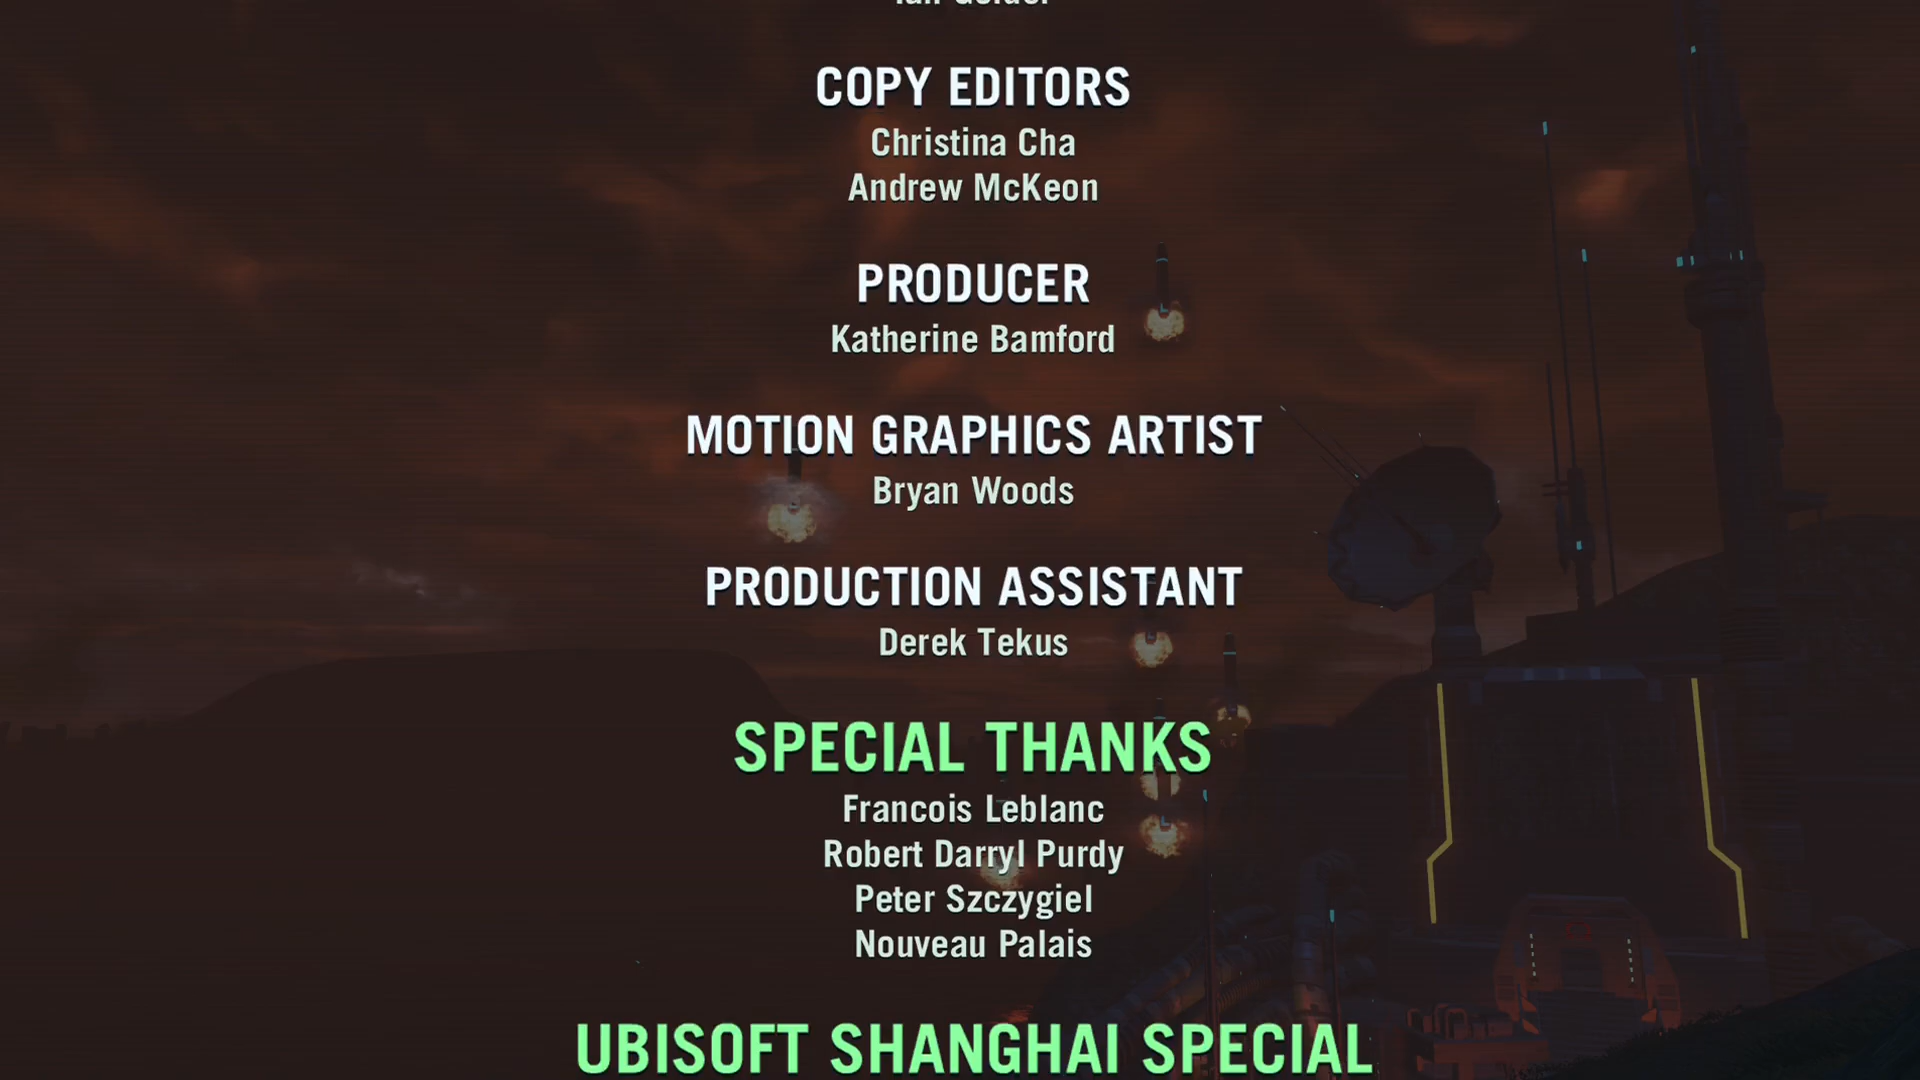 COPY EDITORS
Christina Cha
Andrew McKeon
PRODUCER
Katherine Bamford
MOTION GRAPHICS ARTIST
Bryan Woods
PRODUCTION ASSISTANT
Derek Tekus
SPECIAL THANKS
Francois Leblanc
Robert Darryl Purdy
Peter Szczygiel
Nouveau Palais
UBISOFT SHANGHAI SPECIAL